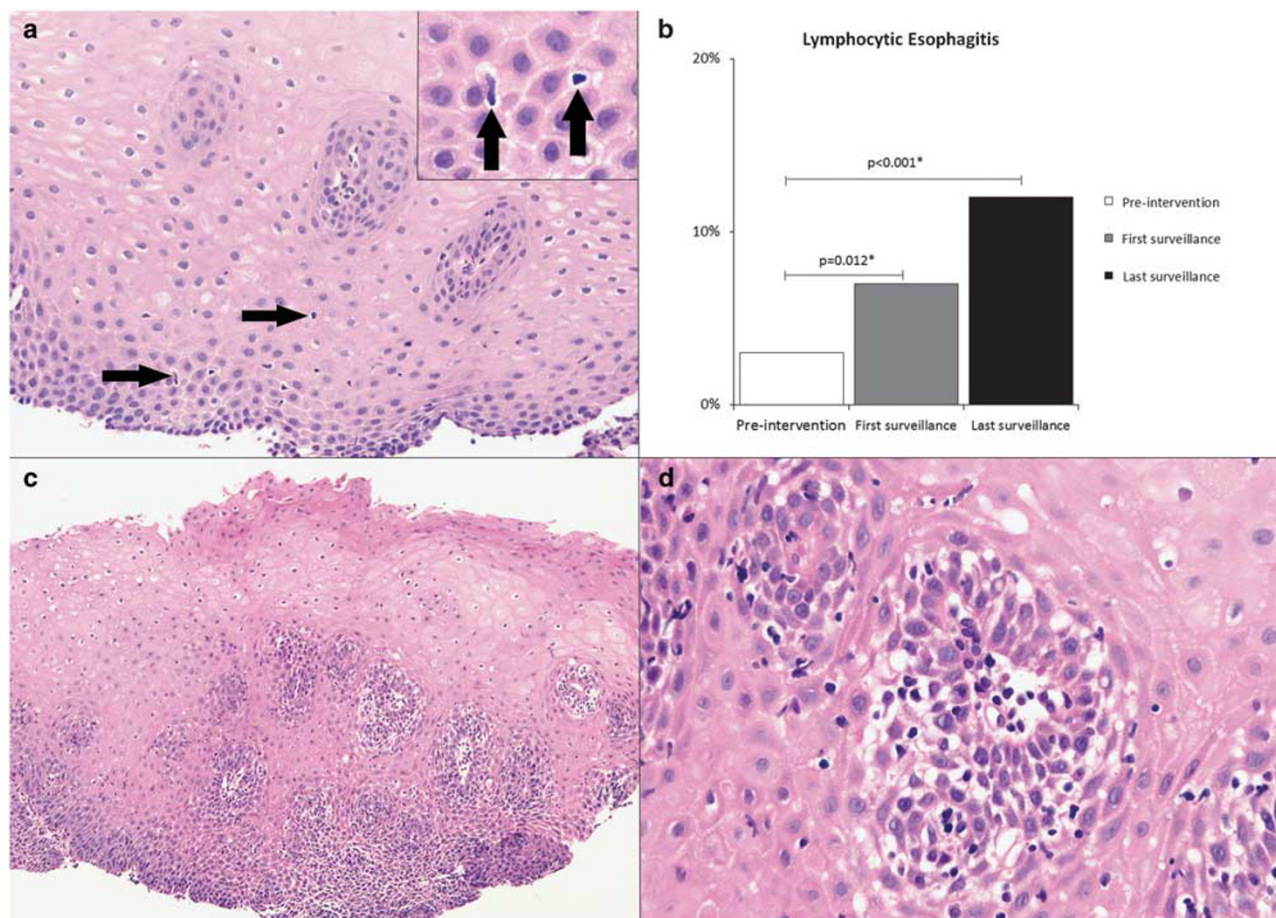 a
b
Lymphocytic Esophagitis
20%
p<0.001*
Pre-intervention
10%
First surveillance
p=0.012*
Last surveillance
0%
Pre-intervention First surveillance Last surveillance
c
d